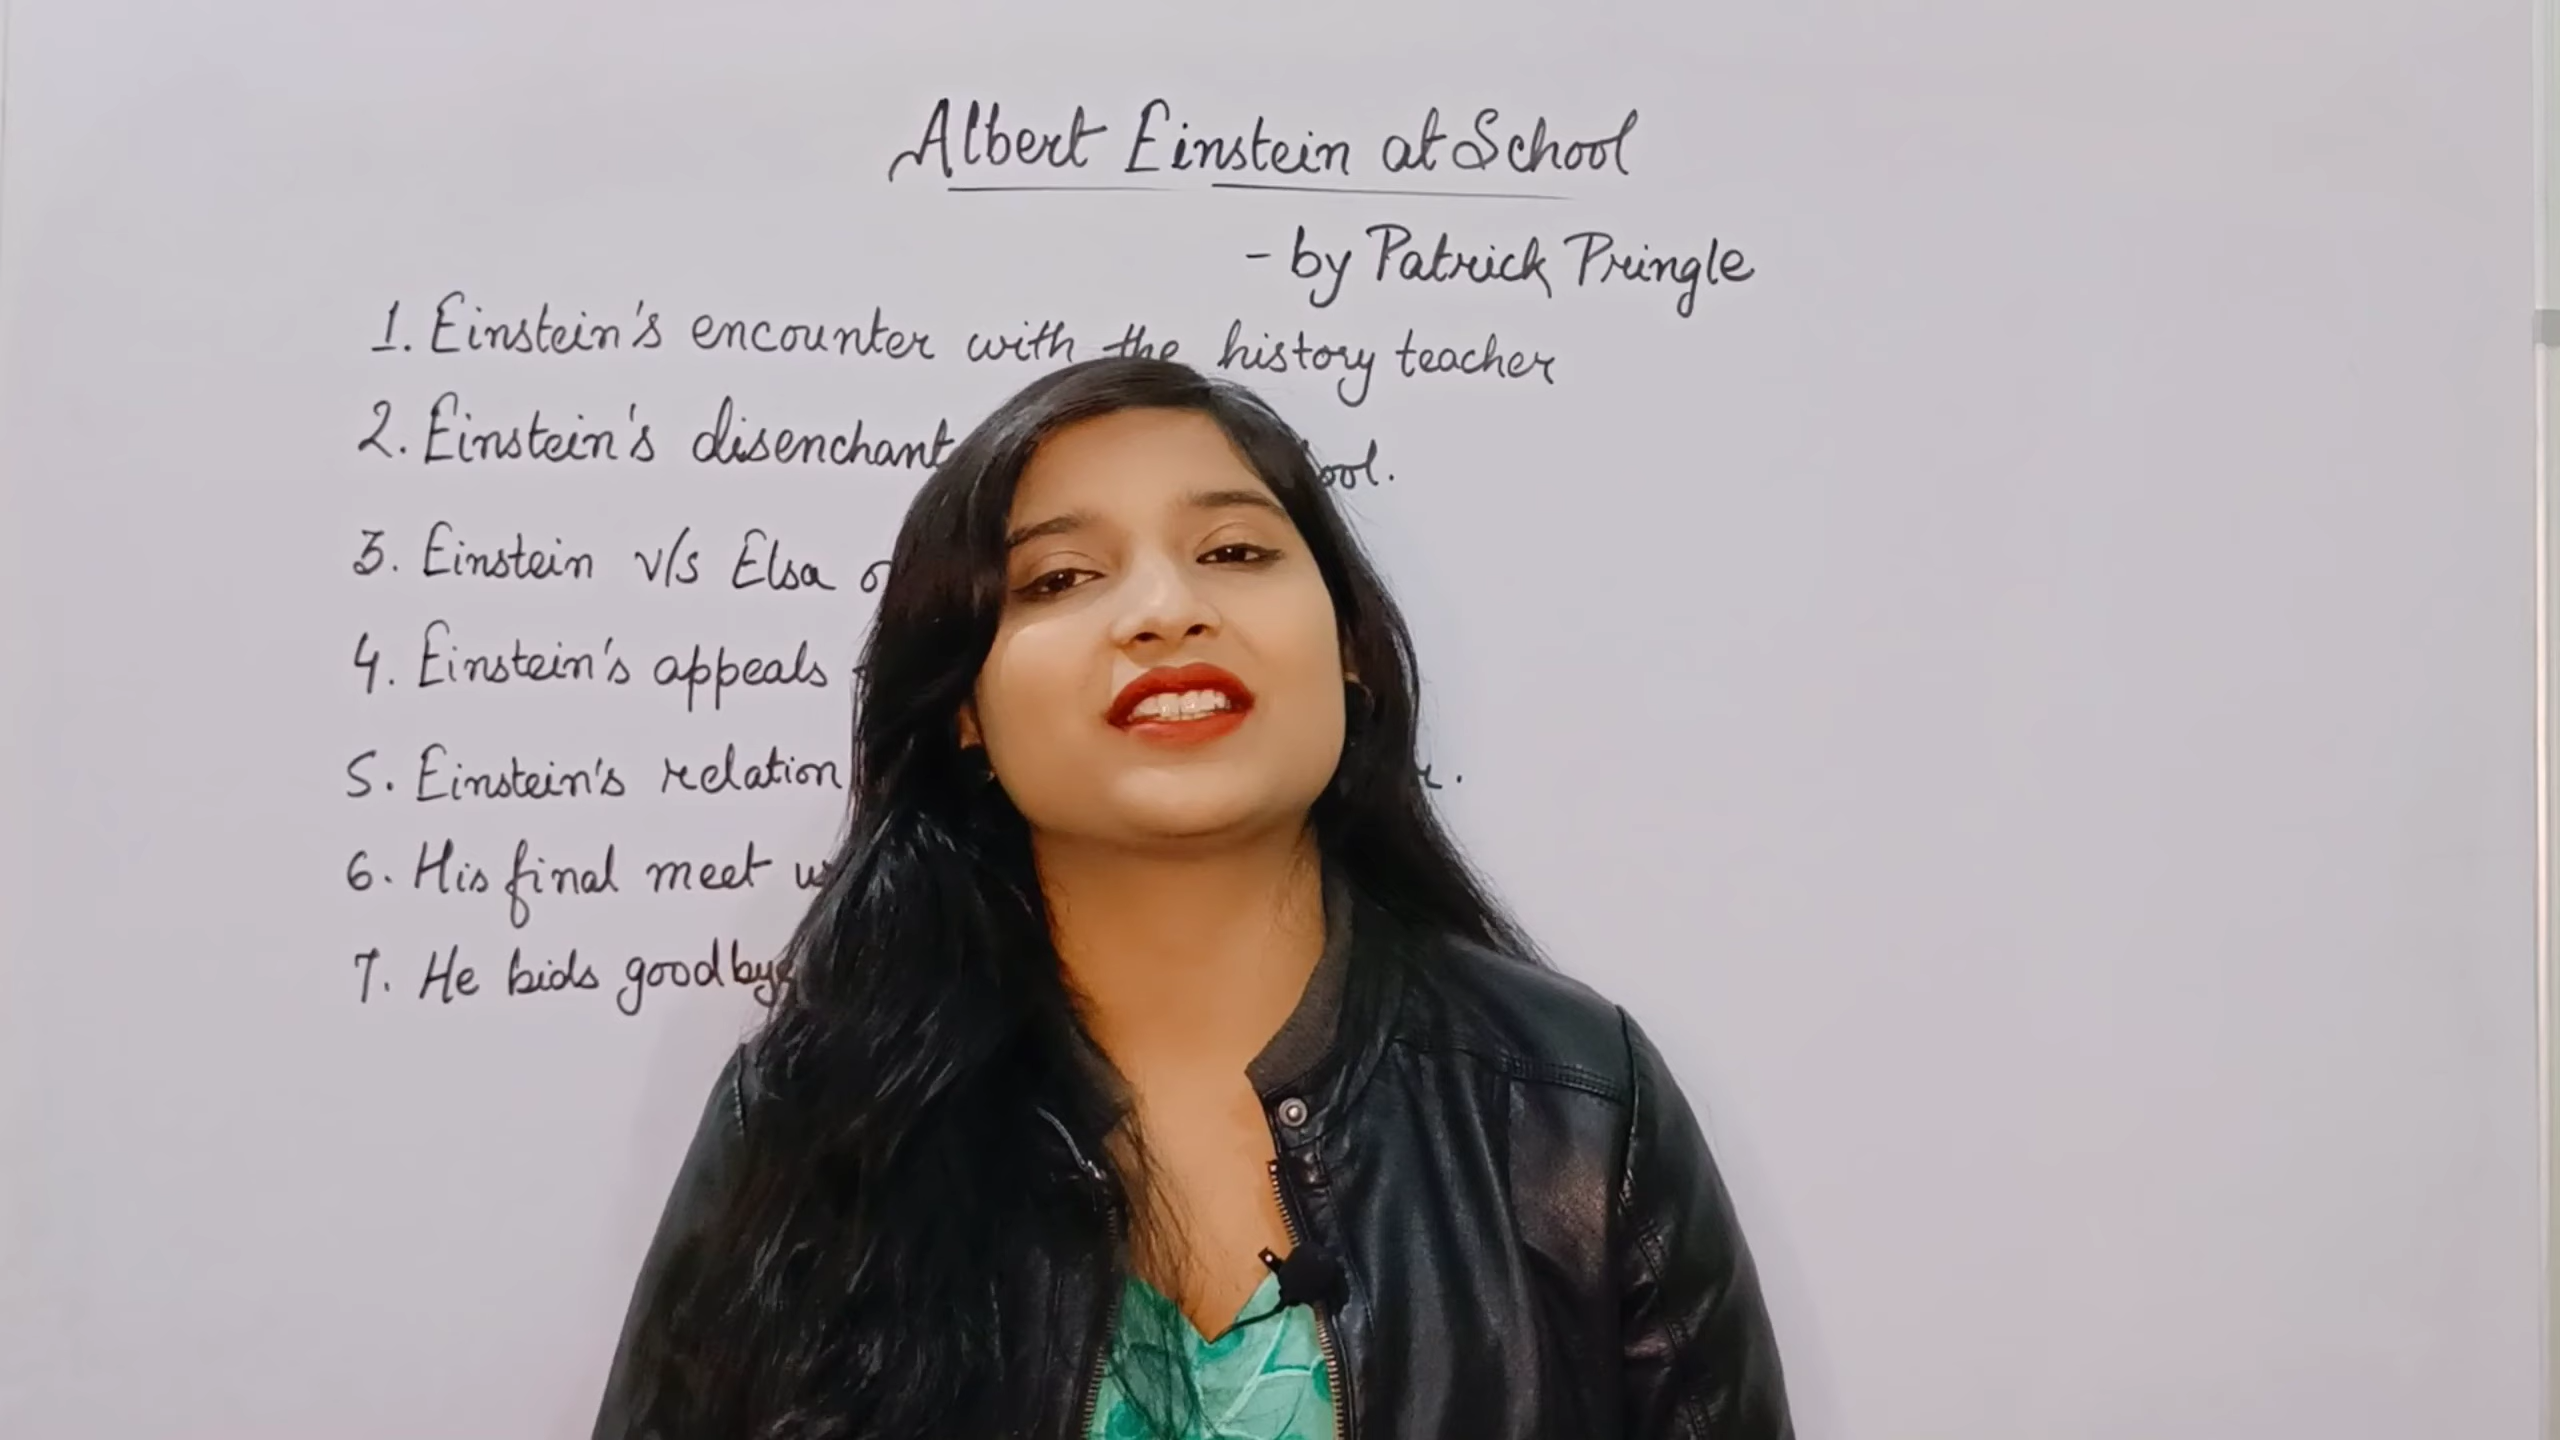 Albert Einstein at School
- by Patrick Pringle
1. Einstein's encounter with the history teacher
2. Einstein's
3. Einstein v/s Elsa
4. Einstein's appeals
5. Einstein's relation
6. His final meet
7. He bids goodbye